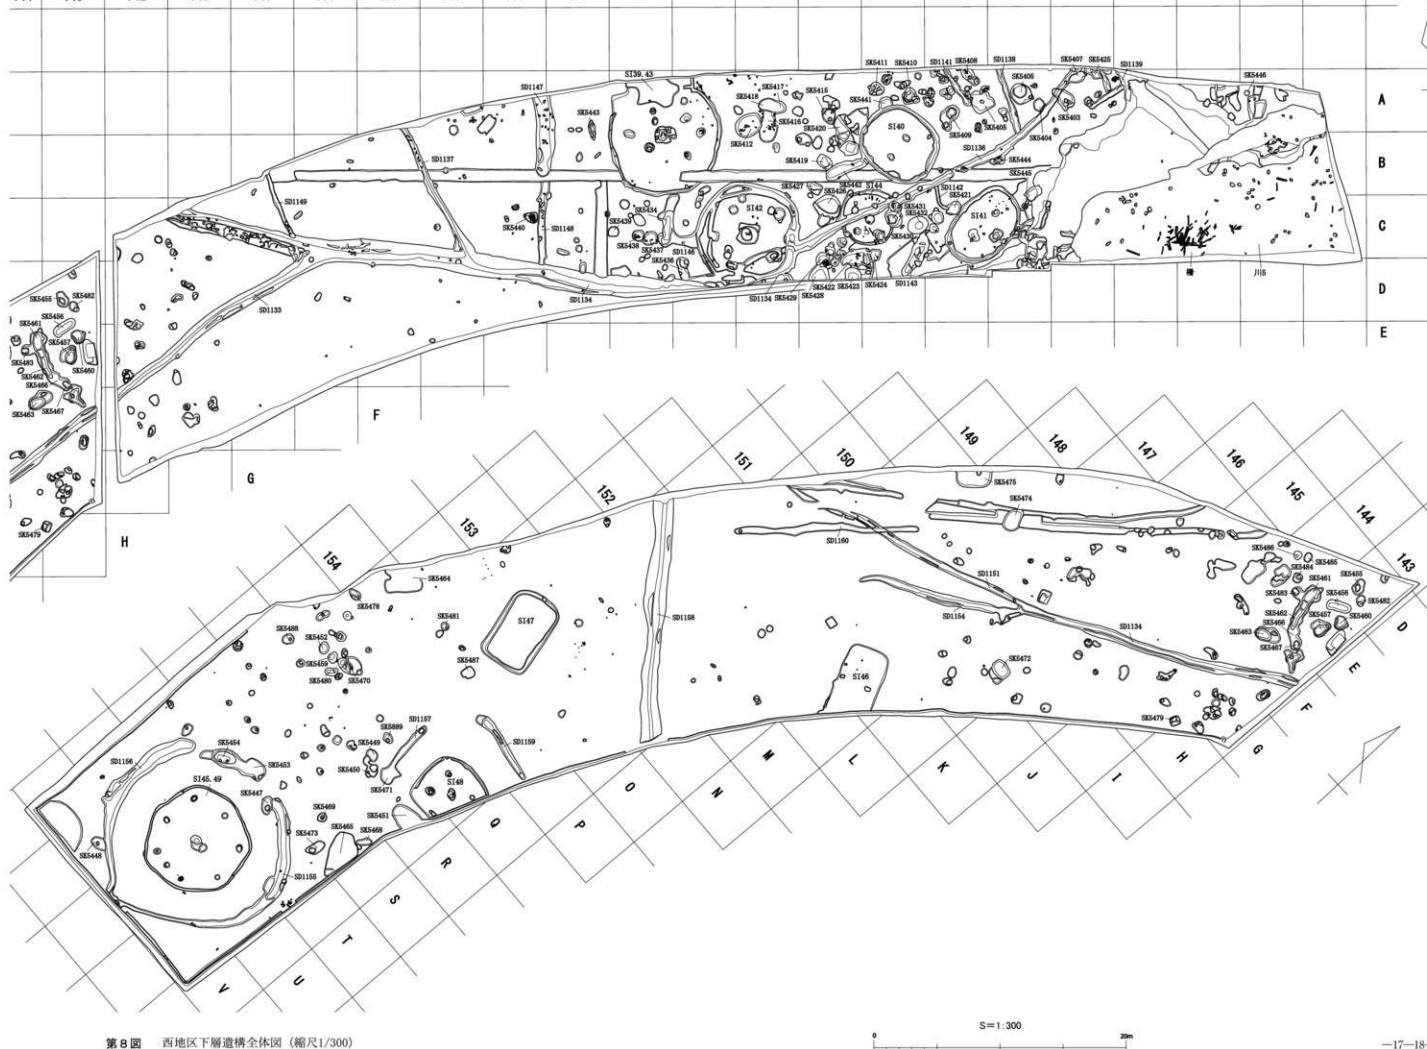 SK5411 SK5410 SD1141 SK5408 SD1138 SK5407 SK5425 SD1139
SI39.43 SK5417 SK5405 SK5446
SD1147 SK5418 SK5415 A
SK5443 SK5441
SK5416 SI40 SK5403
SK5420 SK5409 SK5405 SK5404
SK5412 SD1136
SD1137 SK5419 SK5444 B
SK5445
SK5427 SK5442 SI44 SD1142
SD1149 SK5426 SK5421
SK5434 SI42 SK5431 SI41
SK5439 SK5432
SK5440 SD1148 C
SK5438
SK5437 SD1146
SK5436
柵 川5
SK5455 SK5482 SD1134 SD1134 SK5429 SK5428 SK5422 SK5423 SK5424 SD1143 D
SK5456 SD1133
SK5461
SK5457 E
SK5483 SK5460
SK5462
SK5466
SK5463 SK5467
F
G
SK5479
H
154 153 152 151 150 149 148 147 146 145 144 143
SK5475
SK5474
SD1160
SK5486 SK5485
SK5484
SD1151 SK5461 SK5455
SK5464 SK5483 SK5456
SK5478 SD1154 SK5462 SK5457 SK5482
SK5481 SI47 SD1158 SK5466 SK5460
SK5488 SK5452 SD1134 SK5463 SK5467 D
SK5459 SK5487 SK5472 E
SK5480 SK5470 SI46
SK5889 SD1157 SK5479 F
SK5449 SD1159 G
SD1156 SK5454 H
SK5453 SK5450 I
SK5471 SI48 J
SI45.49 K
SK5447 L
SK5469 SK5451 M
SK5473 SK5465 SK5468 N
SK5448 O
SD1155 P
Q
R
S
T
U
V
S=1:300
0 20m
第8図 西地区下層遺構全体図（縮尺1/300）
—17—18—